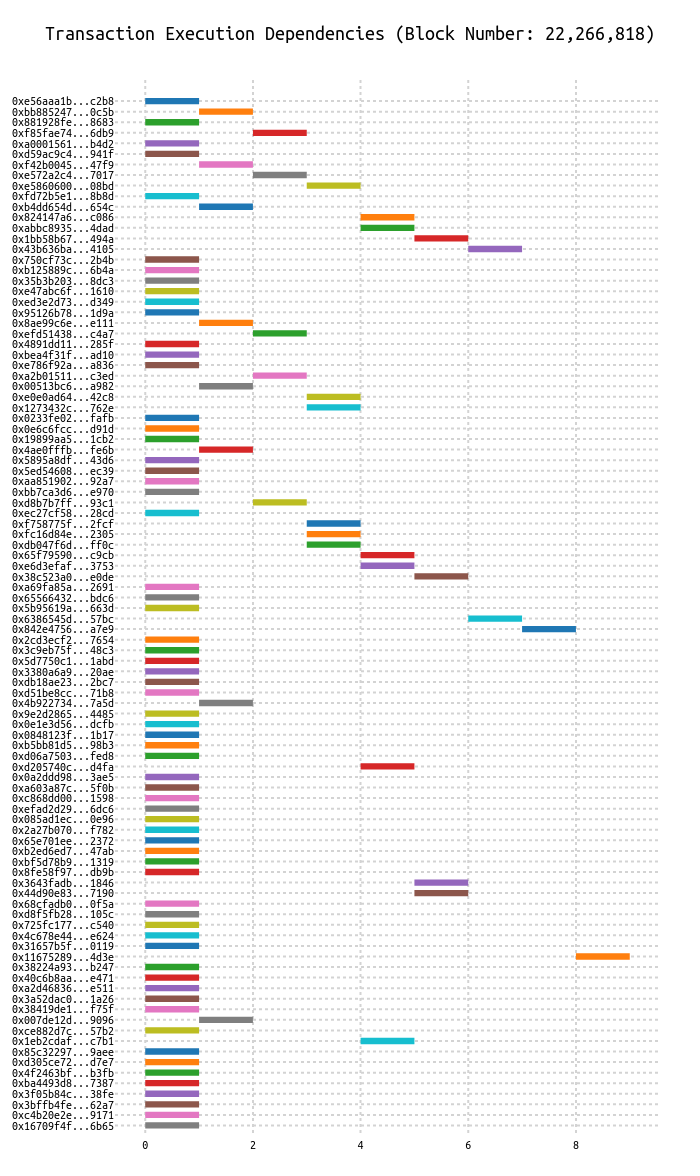 Transaction Execution Dependencies (Block Number: 22,266,818)
0xe56aaa1b...c2b8
0xbb885247...0c5b
0x881928fe...8683
0xf85fae74...6db9
0xa0001561...b4d2
0xd59ac9c4...941f
0xf42b0045...47f9
0xe572a2c4...7017
0xe5860600...08bd
0xfd72b5e1...8b8d
0xb4dd654d...654c
0x824147a6...c086
0xabbc8935...4dad
0x1bb58b67...494a
0x43b636ba...4105
0x750cf73c...2b4b
0xb125889c...6b4a
0x35b3b203...8dc3
0xe47abc6f...1610
0xed3e2d73...d349
0x95126b78...1d9a
0x8ae99c6e...e111
0xefd51438...c4a7
0x4891dd11...285f
0xbea4f31f...ad10
0xe786f92a...a836
0xa2b01511...c3ed
0x00513bc6...a982
0xe0e0ad64...42c8
0x1273432c...762e
0x0233fe02...fafb
0x0e6c6fcc...d91d
0x19899aa5...1cb2
0x4ae0fffb...fe6b
0x5895a8df...43d6
0x5ed54608...ec39
0xaa851902...92a7
0xbb7ca3d6...e970
0xd8b7b7ff...93c1
0xec27cf58...28cd
0xf758775f...2fcf
0xfc16d84e...2305
0xdb047f6d...ff0c
0x65f79590...c9cb
0xe6d3efaf...3753
0x38c523a0...e0de
0xa69fa85a...2691
0x65566432...bdc6
0x5b95619a...663d
0x6386545d...57bc
0x842e4756...a7e9
0x2cd3ecf2...7654
0x3c9eb75f...48c3
0x5d7750c1...1abd
0x3380a6a9...20ae
0xdb18ae23...2bc7
0xd51be8cc...71b8
0x4b922734...7a5d
0x9e2d2865...4485
0x0e1e3d56...dcfb
0x0848123f...1b17
0xb5bb81d5...98b3
0xd06a7503...fed8
0xd205740c...d4fa
0x0a2ddd98...3ae5
0xa603a87c...5f0b
0xc868dd00...1598
0xefad2d29...6dc6
0x085ad1ec...0e96
0x2a27b070...f782
0x65e701ee...2372
0xb2ed6ed7...47ab
0xbf5d78b9...1319
0x8fe58f97...db9b
0x3643fadb...1846
0x44d90e83...7190
0x68cfadb0...0f5a
0xd8f5fb28...105c
0x725fc177...c540
0x4c678e44...e624
0x31657b5f...0119
0x11675289...4d3e
0x38224a93...b247
0x40c6b8aa...e471
0xa2d46836...e511
0x3a52dac0...1a26
0x38419de1...f75f
0x007de12d...9096
0xce882d7c...57b2
0x1eb2cdaf...c7b1
0x85c32297...9aee
0xd305ce72...d7e7
0x4f2463bf...b3fb
0xba4493d8...7387
0x3f05b84c...38fe
0x3bffb4fe...62a7
0xc4b20e2e...9171
0x16709f4f...6b65
0 2 4 6 8